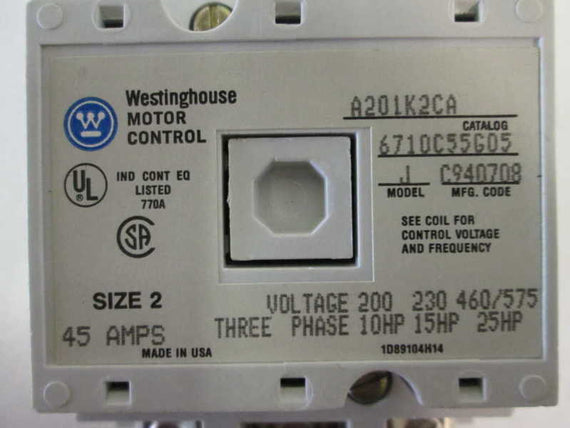 Westinghouse
MOTOR
CONTROL
A201K2CA
CATALOG
6710C55G05
J C940708
MODEL MFG. CODE
UL
IND CONT EQ
LISTED
770A
SA
SEE COIL FOR
CONTROL VOLTAGE
AND FREQUENCY
SIZE 2
VOLTAGE 200 230 460/575
45 AMPS
THREE PHASE 10HP 15HP 25HP
MADE IN USA
1D89104H14